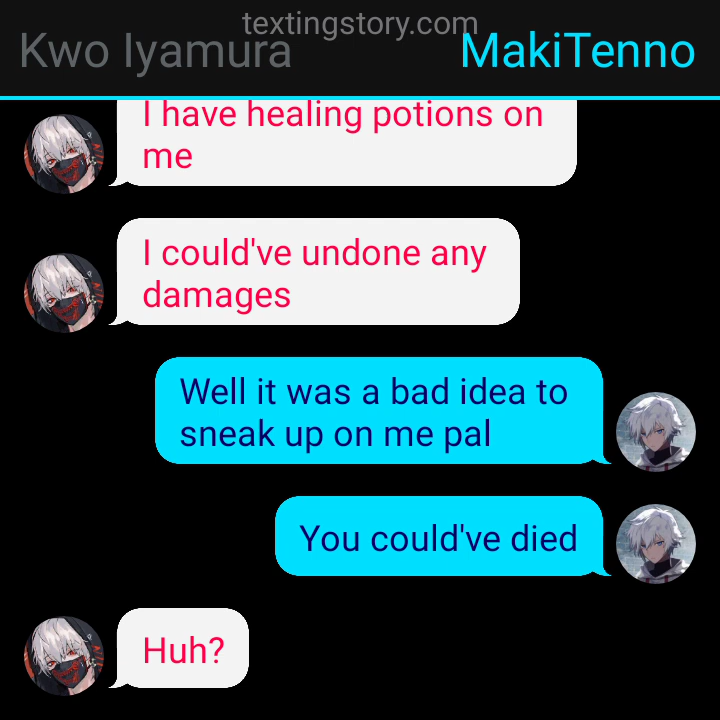 textingstory.com
Kwo Iyamura MakiTenno
I have healing potions on
me
I could've undone any
damages
Well it was a bad idea to
sneak up on me pal
You could've died
Huh?